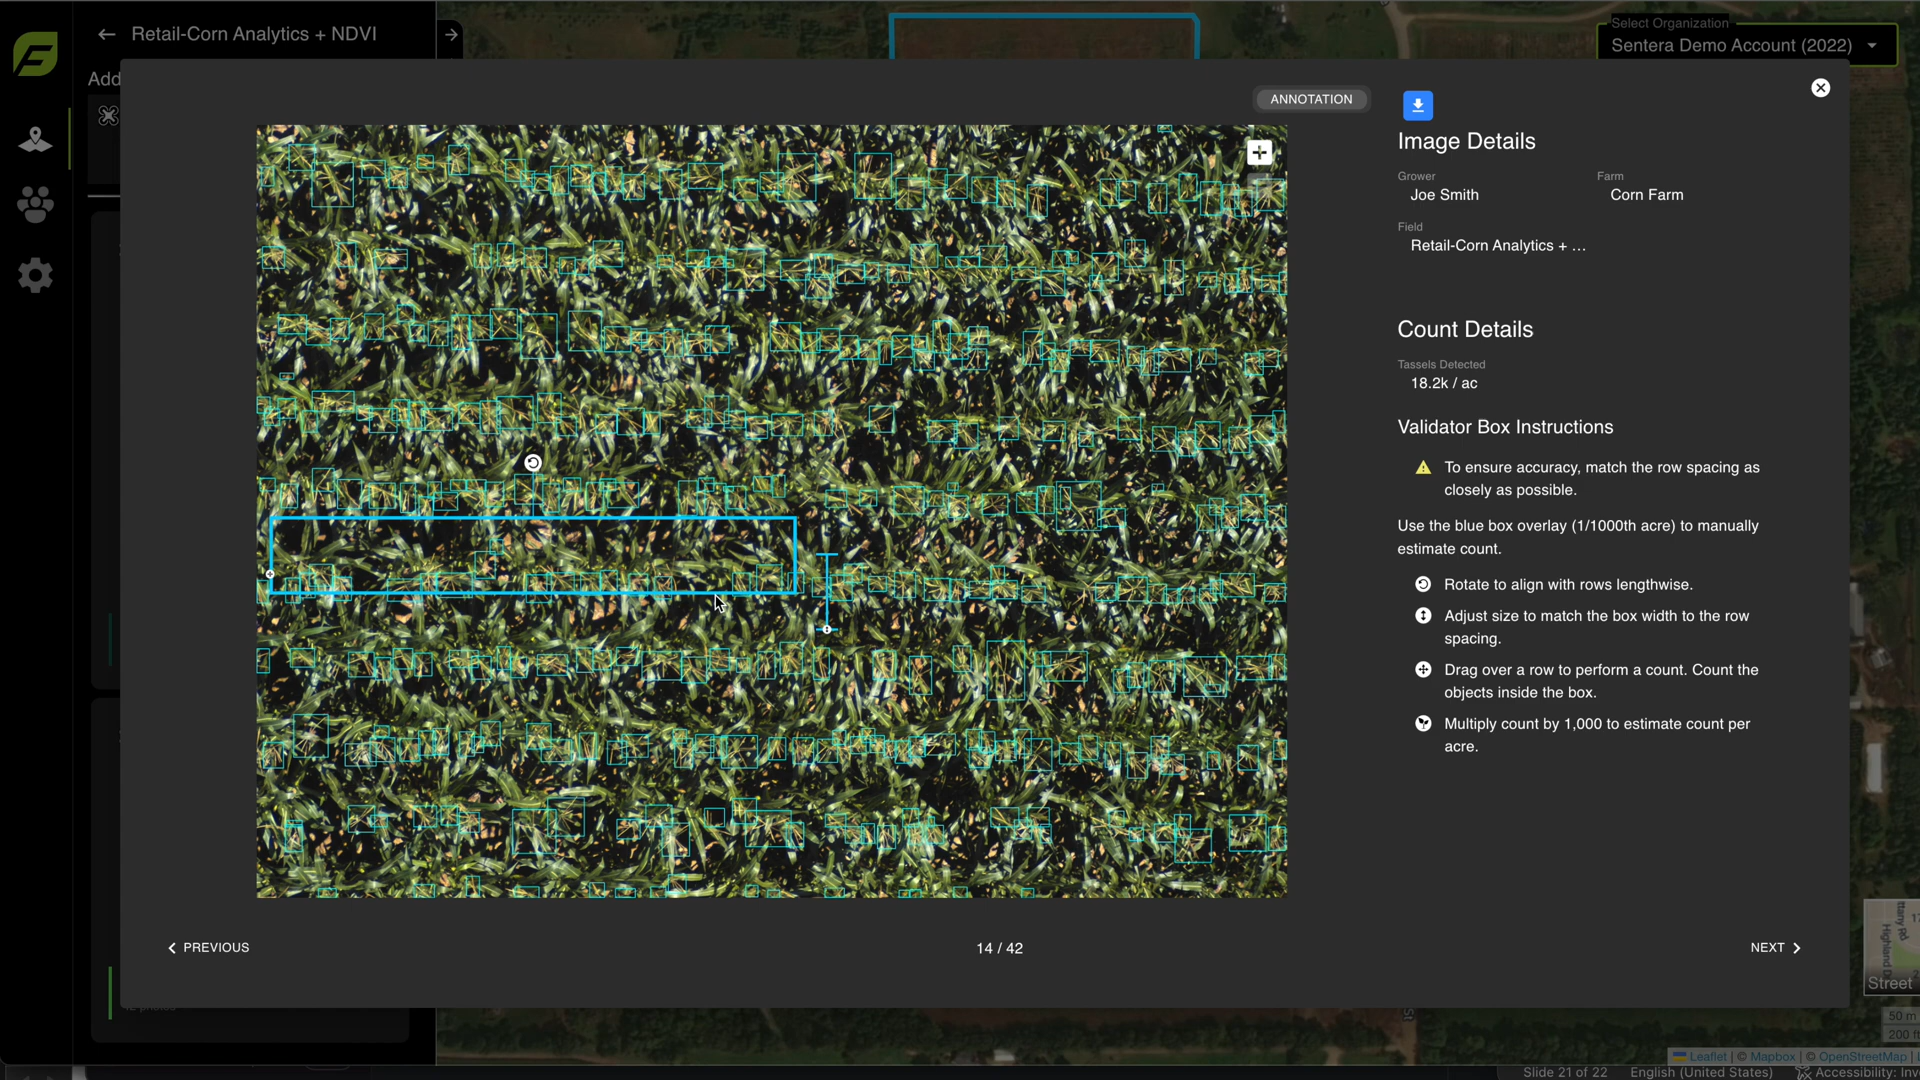 Retail-Corn Analytics + NDVI
Select Organization
Sentera Demo Account (2022)
Add
ANNOTATION
Image Details
Grower
Joe Smith
Farm
Corn Farm
Field
Retail-Corn Analytics + …
Count Details
Tassels Detected
18.2k / ac
Validator Box Instructions
To ensure accuracy, match the row spacing as
closely as possible.
Use the blue box overlay (1/1000th acre) to manually
estimate count.
Rotate to align with rows lengthwise.
Adjust size to match the box width to the row
spacing.
Drag over a row to perform a count. Count the
objects inside the box.
Multiply count by 1,000 to estimate count per
acre.
PREVIOUS
14 / 42
NEXT
Highland
Street
50 m
200 ft
Leaflet | © Mapbox | © OpenStreetMap |
Slide 21 of 22
English (United States)
Accessibility: Inv